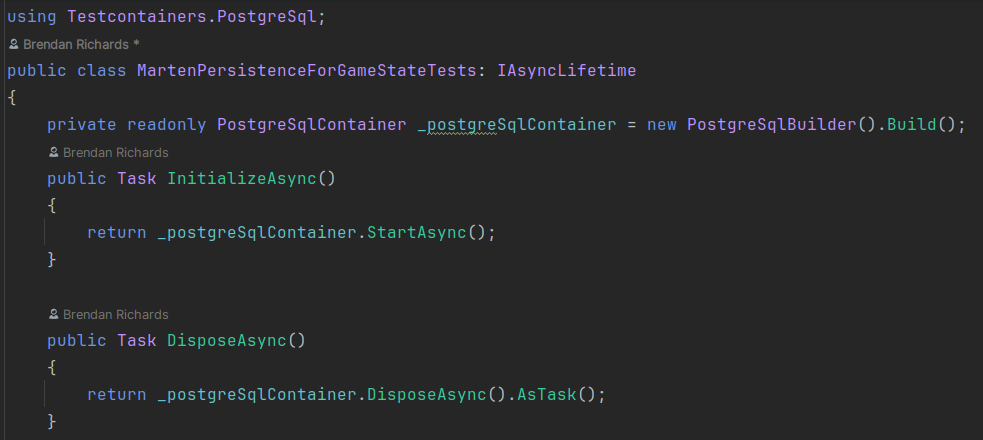 using Testcontainers.PostgreSql;
Brendan Richards *
public class MartenPersistenceForGameStateTests: IAsyncLifetime
{
    private readonly PostgreSqlContainer _postgreSqlContainer = new PostgreSqlBuilder().Build();
    Brendan Richards
    public Task InitializeAsync()
    {
        return _postgreSqlContainer.StartAsync();
    }
    Brendan Richards
    public Task DisposeAsync()
    {
        return _postgreSqlContainer.DisposeAsync().AsTask();
    }